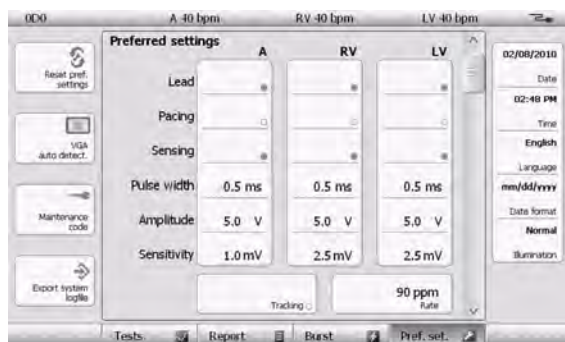 ODO A 40 bpm RV 40 bpm LV 40 bpm
Reset pref. settings
VGA auto detect.
Maintenance code
Export system logfile
Preferred settings
A RV LV
Lead
Pacing
Sensing
Pulse width 0.5 ms 0.5 ms 0.5 ms
Amplitude 5.0 V 5.0 V 5.0 V
Sensitivity 1.0 mV 2.5 mV 2.5 mV
Tracking 90 ppm
Rate
02/08/2010
Date
02:48 PM
Time
English
Language
mm/dd/yyyy
Date format
Normal
Illumination
Tests Report Burst Pref. set.